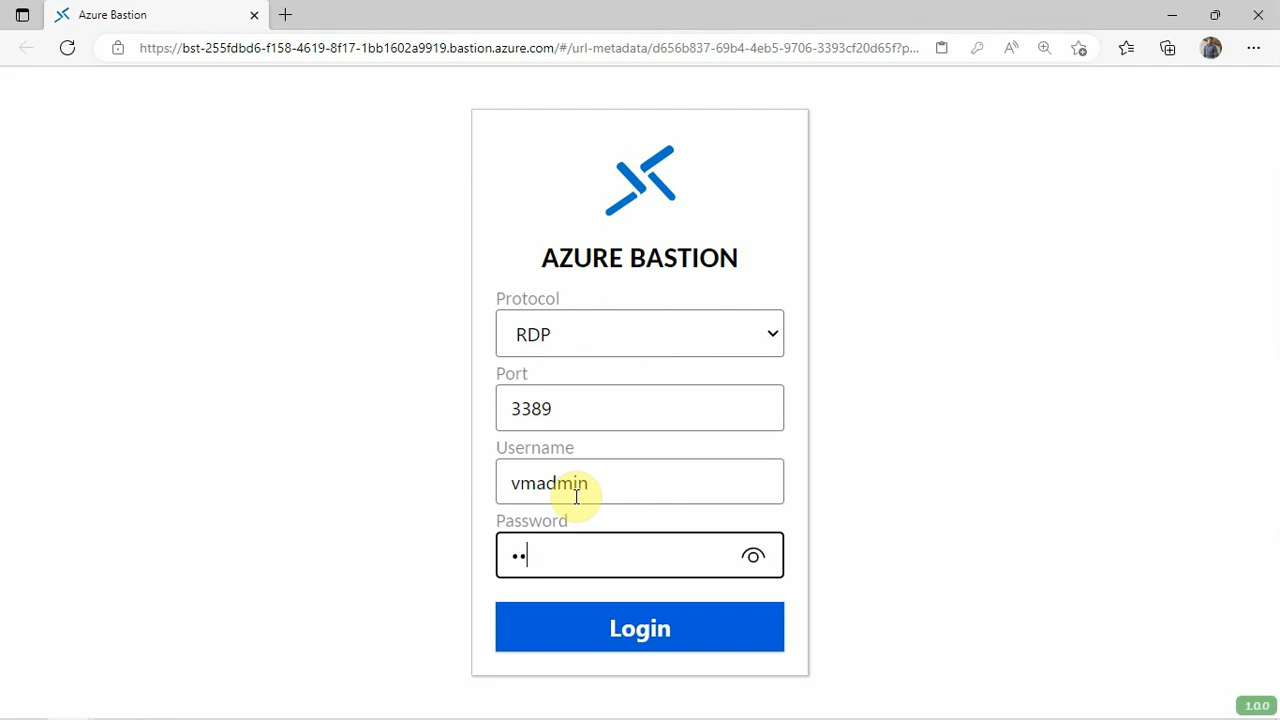 Azure Bastion
https://bst-255fdbd6-f158-4619-8f17-1bb1602a9919.bastion.azure.com/#/url-metadata/d656b837-69b4-4eb5-9706-3393cf20d65f?p...
AZURE BASTION
Protocol
RDP
Port
3389
Username
vmadmin
Password
••
Login
1.0.0